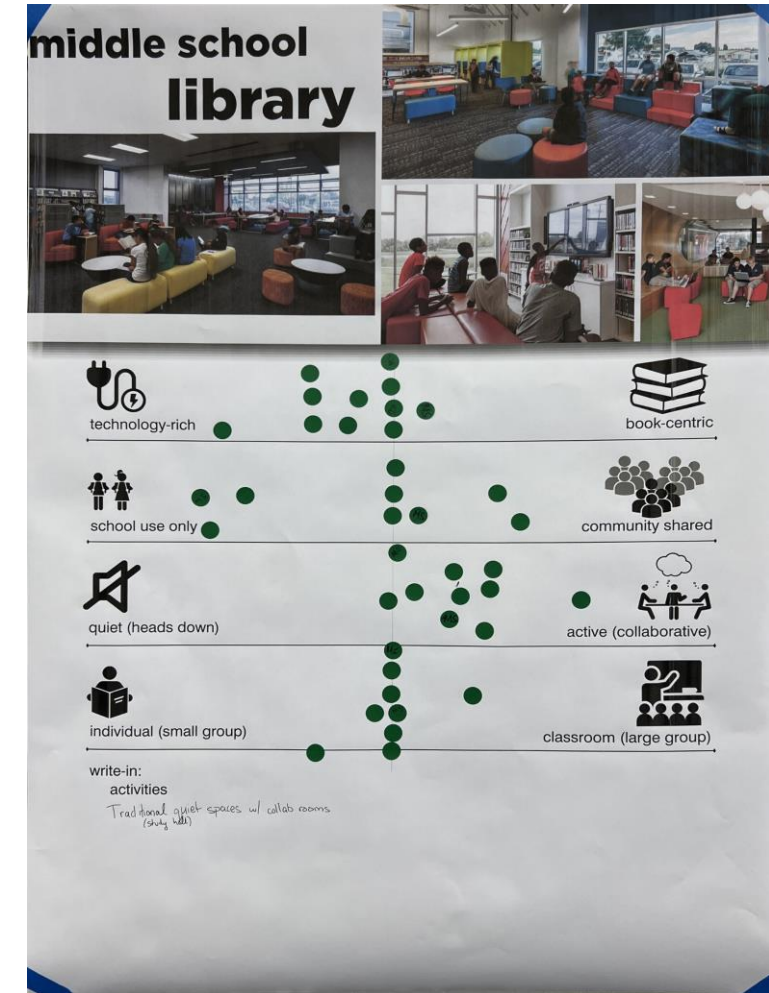 middle school
library
technology-rich
book-centric
school use only
community shared
quiet (heads down)
active (collaborative)
individual (small group)
classroom (large group)
write-in:
activities
Traditional quiet spaces w/ collab rooms
(study hall)